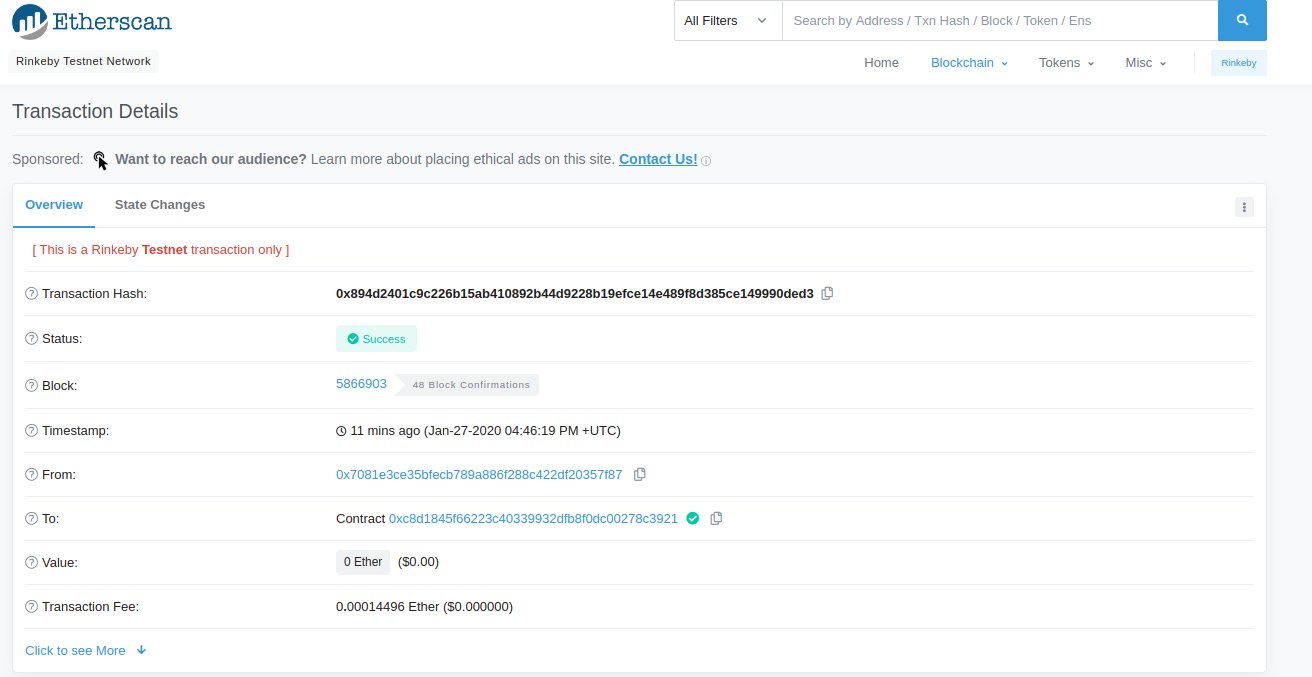 Etherscan
All Filters
Search by Address / Txn Hash / Block / Token / Ens
Rinkeby Testnet Network
Home Blockchain Tokens Misc Rinkeby
Transaction Details
Sponsored: Want to reach our audience? Learn more about placing ethical ads on this site. Contact Us!
Overview State Changes
[ This is a Rinkeby Testnet transaction only ]
Transaction Hash: 0x894d2401c9c226b15ab410892b44d9228b19efce14e489f8d385ce149990ded3
Status: Success
Block: 5866903 48 Block Confirmations
Timestamp: 11 mins ago (Jan-27-2020 04:46:19 PM +UTC)
From: 0x7081e3ce35bfecb789a886f288c422df20357f87
To: Contract 0xc8d1845f66223c40339932dfb8f0dc00278c3921
Value: 0 Ether ($0.00)
Transaction Fee: 0.00014496 Ether ($0.000000)
Click to see More